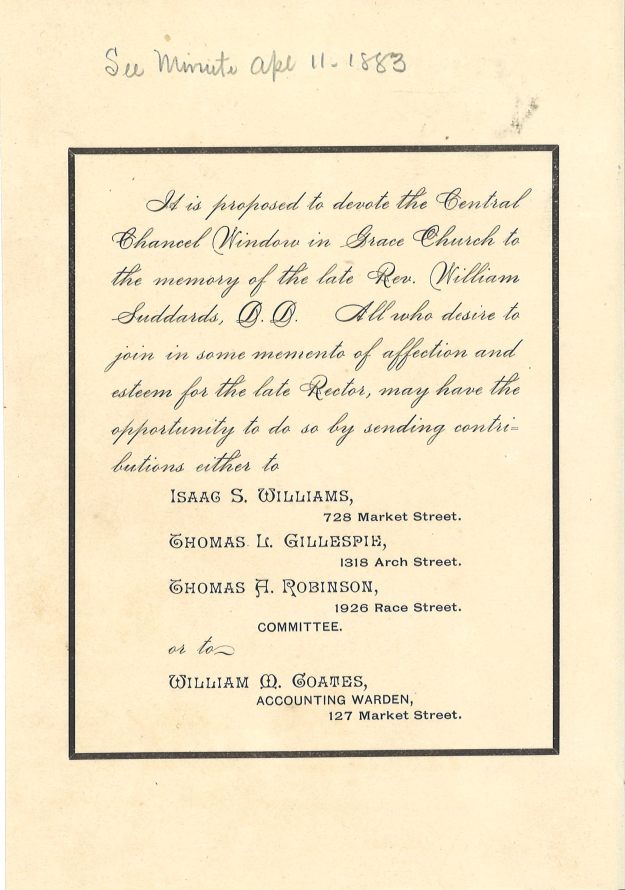 See Minute Apl 11-1883
It is proposed to devote the Central
Chancel Window in Grace Church to
the memory of the late Rev. William
Suddards, D.D. All who desire to
join in some memento of affection and
esteem for the late Rector, may have the
opportunity to do so by sending contri=
butions either to
ISAAC S. WILLIAMS,
728 Market Street.
THOMAS L. GILLESPIE,
1318 Arch Street.
THOMAS A. ROBINSON,
1926 Race Street.
COMMITTEE.
or to
WILLIAM M. COATES,
ACCOUNTING WARDEN,
127 Market Street.